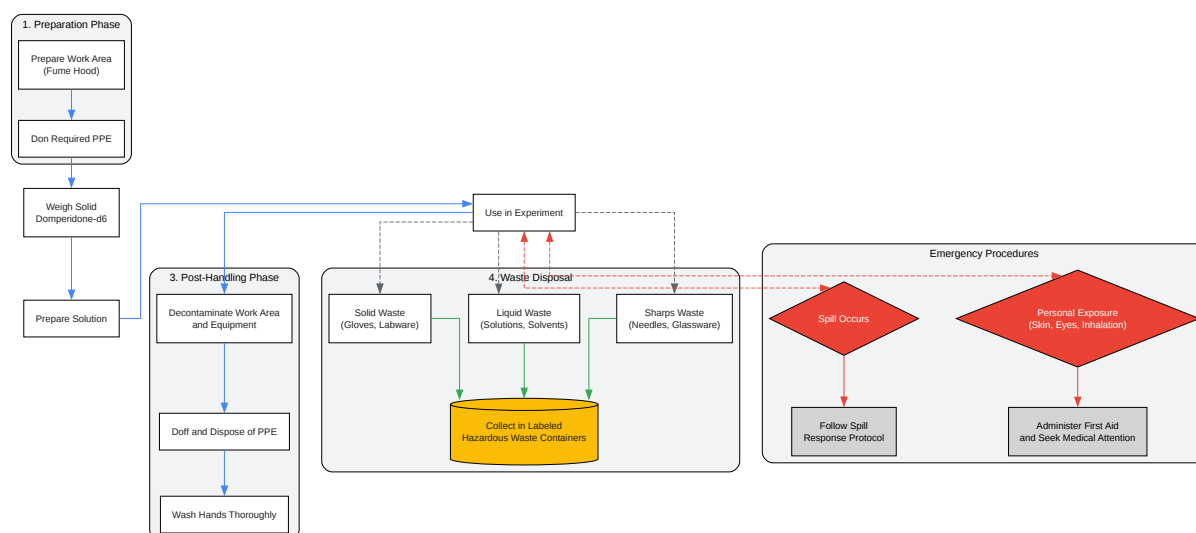 1. Preparation Phase
Prepare Work Area
(Fume Hood)
Don Required PPE
Weigh Solid
Domperidone-d6
Prepare Solution
Use in Experiment
3. Post-Handling Phase
Decontaminate Work Area
and Equipment
Doff and Dispose of PPE
Wash Hands Thoroughly
4. Waste Disposal
Solid Waste
(Gloves, Labware)
Liquid Waste
(Solutions, Solvents)
Sharps Waste
(Needles, Glassware)
Collect in Labeled
Hazardous Waste Containers
Emergency Procedures
Spill Occurs
Personal Exposure
(Skin, Eyes, Inhalation)
Follow Spill
Response Protocol
Administer First Aid
and Seek Medical Attention